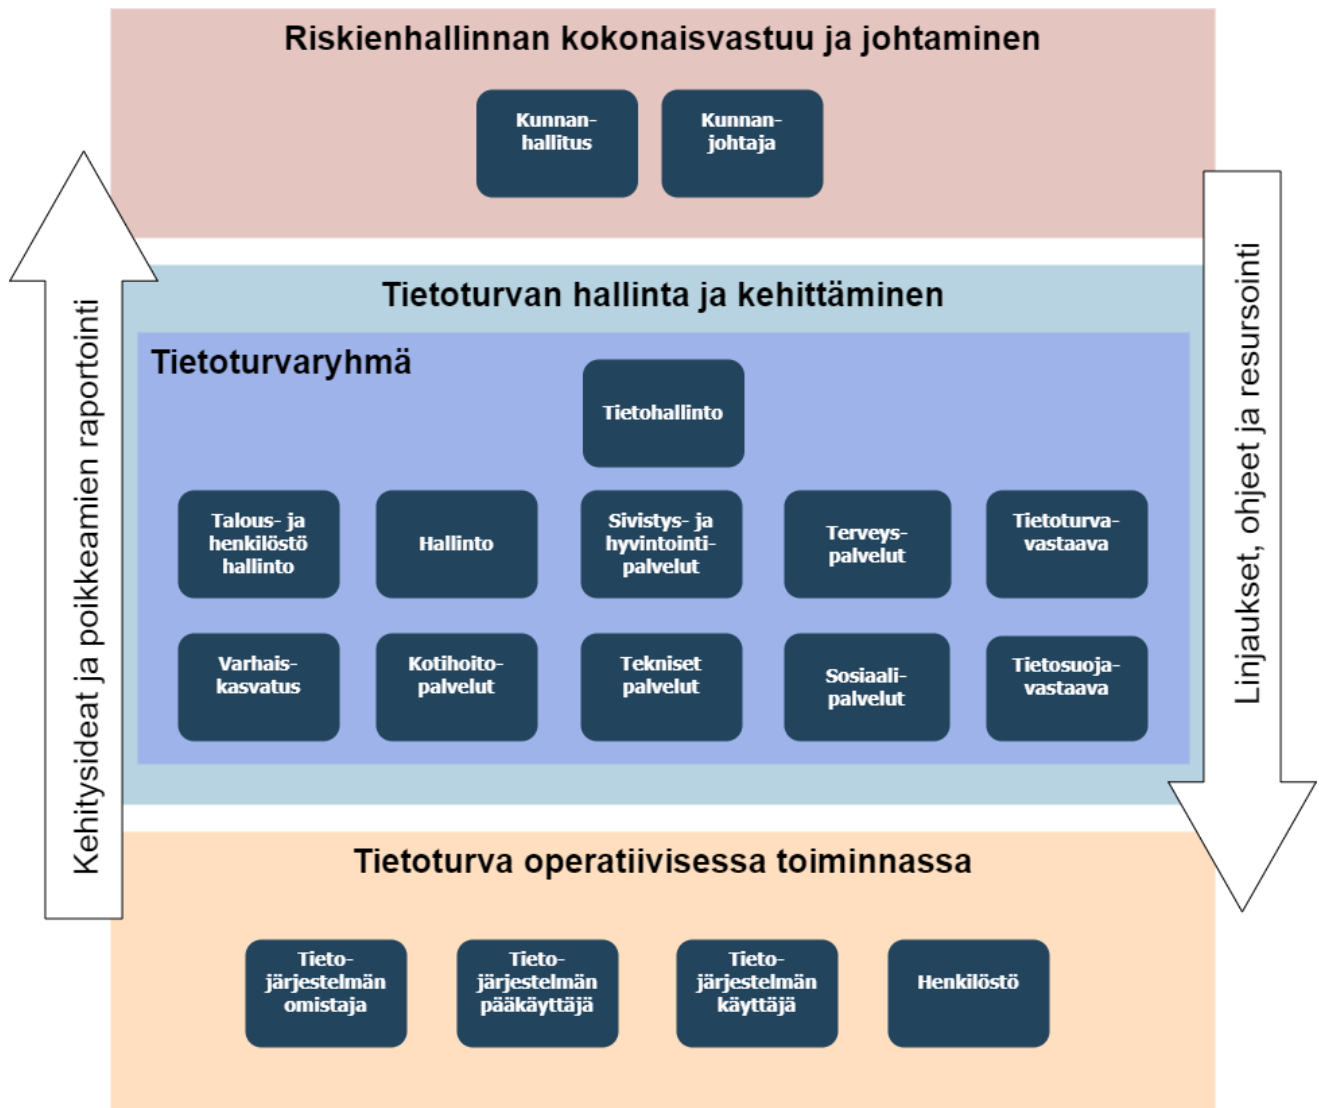 Riskienhallinnan kokonaisvastuu ja johtaminen
Kunnan-
hallitus
Kunnan-
johtaja
Kehitysideat ja poikkeamien raportointi
Linjaukset, ohjeet ja resursointi
Tietoturvan hallinta ja kehittäminen
Tietoturvaryhmä
Tietohallinto
Talous- ja
henkilöstö
hallinto
Hallinto
Sivistys- ja
hyvintointi-
palvelut
Terveys-
palvelut
Tietoturva-
vastaava
Varhais-
kasvatus
Kotihoito-
palvelut
Tekniset
palvelut
Sosiaali-
palvelut
Tietosuoja-
vastaava
Tietoturva operatiivisessa toiminnassa
Tieto-
järjestelmän
omistaja
Tieto-
järjestelmän
pääkäyttäjä
Tieto-
järjestelmän
käyttäjä
Henkilöstö